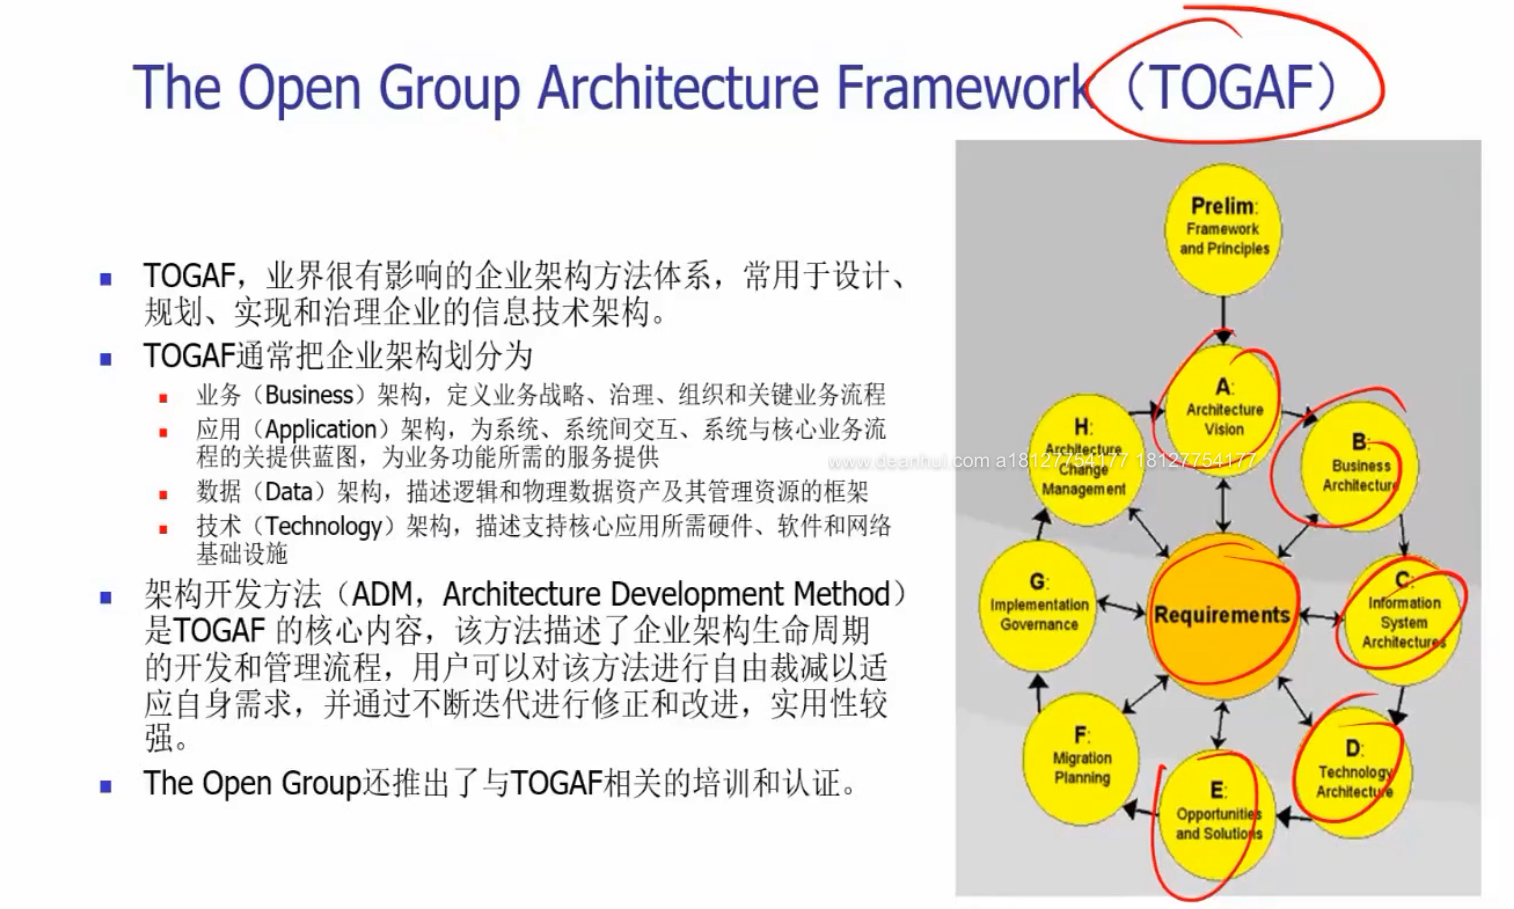 The Open Group Architecture Framework（TOGAF）
TOGAF，业界很有影响的企业架构方法体系，常用于设计、
规划、实现和治理企业的信息技术架构。
TOGAF通常把企业架构划分为
业务（Business）架构，定义业务战略、治理、组织和关键业务流程
应用（Application）架构，为系统、系统间交互、系统与核心业务流
程的关提供蓝图，为业务功能所需的服务提供
数据（Data）架构，描述逻辑和物理数据资产及其管理资源的框架
技术（Technology）架构，描述支持核心应用所需硬件、软件和网络
基础设施
架构开发方法（ADM，Architecture Development Method）
是TOGAF 的核心内容，该方法描述了企业架构生命周期
的开发和管理流程，用户可以对该方法进行自由裁减以适
应自身需求，并通过不断迭代进行修正和改进，实用性较
强。
The Open Group还推出了与TOGAF相关的培训和认证。
Prelim:
Framework
and Principles
A:
Architecture
Vision
B:
Business
Architecture
C:
Information
System
Architectures
D:
Technology
Architecture
E:
Opportunities
and Solutions
F:
Migration
Planning
G:
Implementation
Governance
H:
Architecture
Change
Management
Requirements
www.deanhui.com a18127754177 18127754177